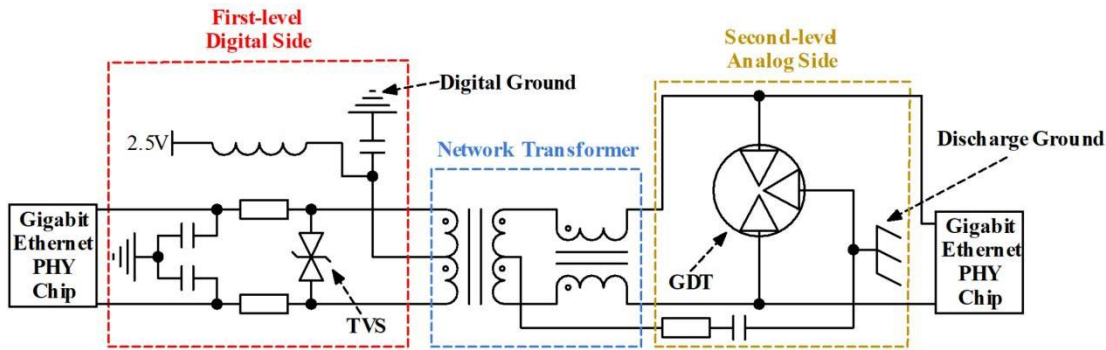 First-level
Digital Side
Second-level
Analog Side
Digital Ground
2.5V
Network Transformer
Discharge Ground
Gigabit
Ethernet
PHY
Chip
TVS
GDT
Gigabit
Ethernet
PHY
Chip